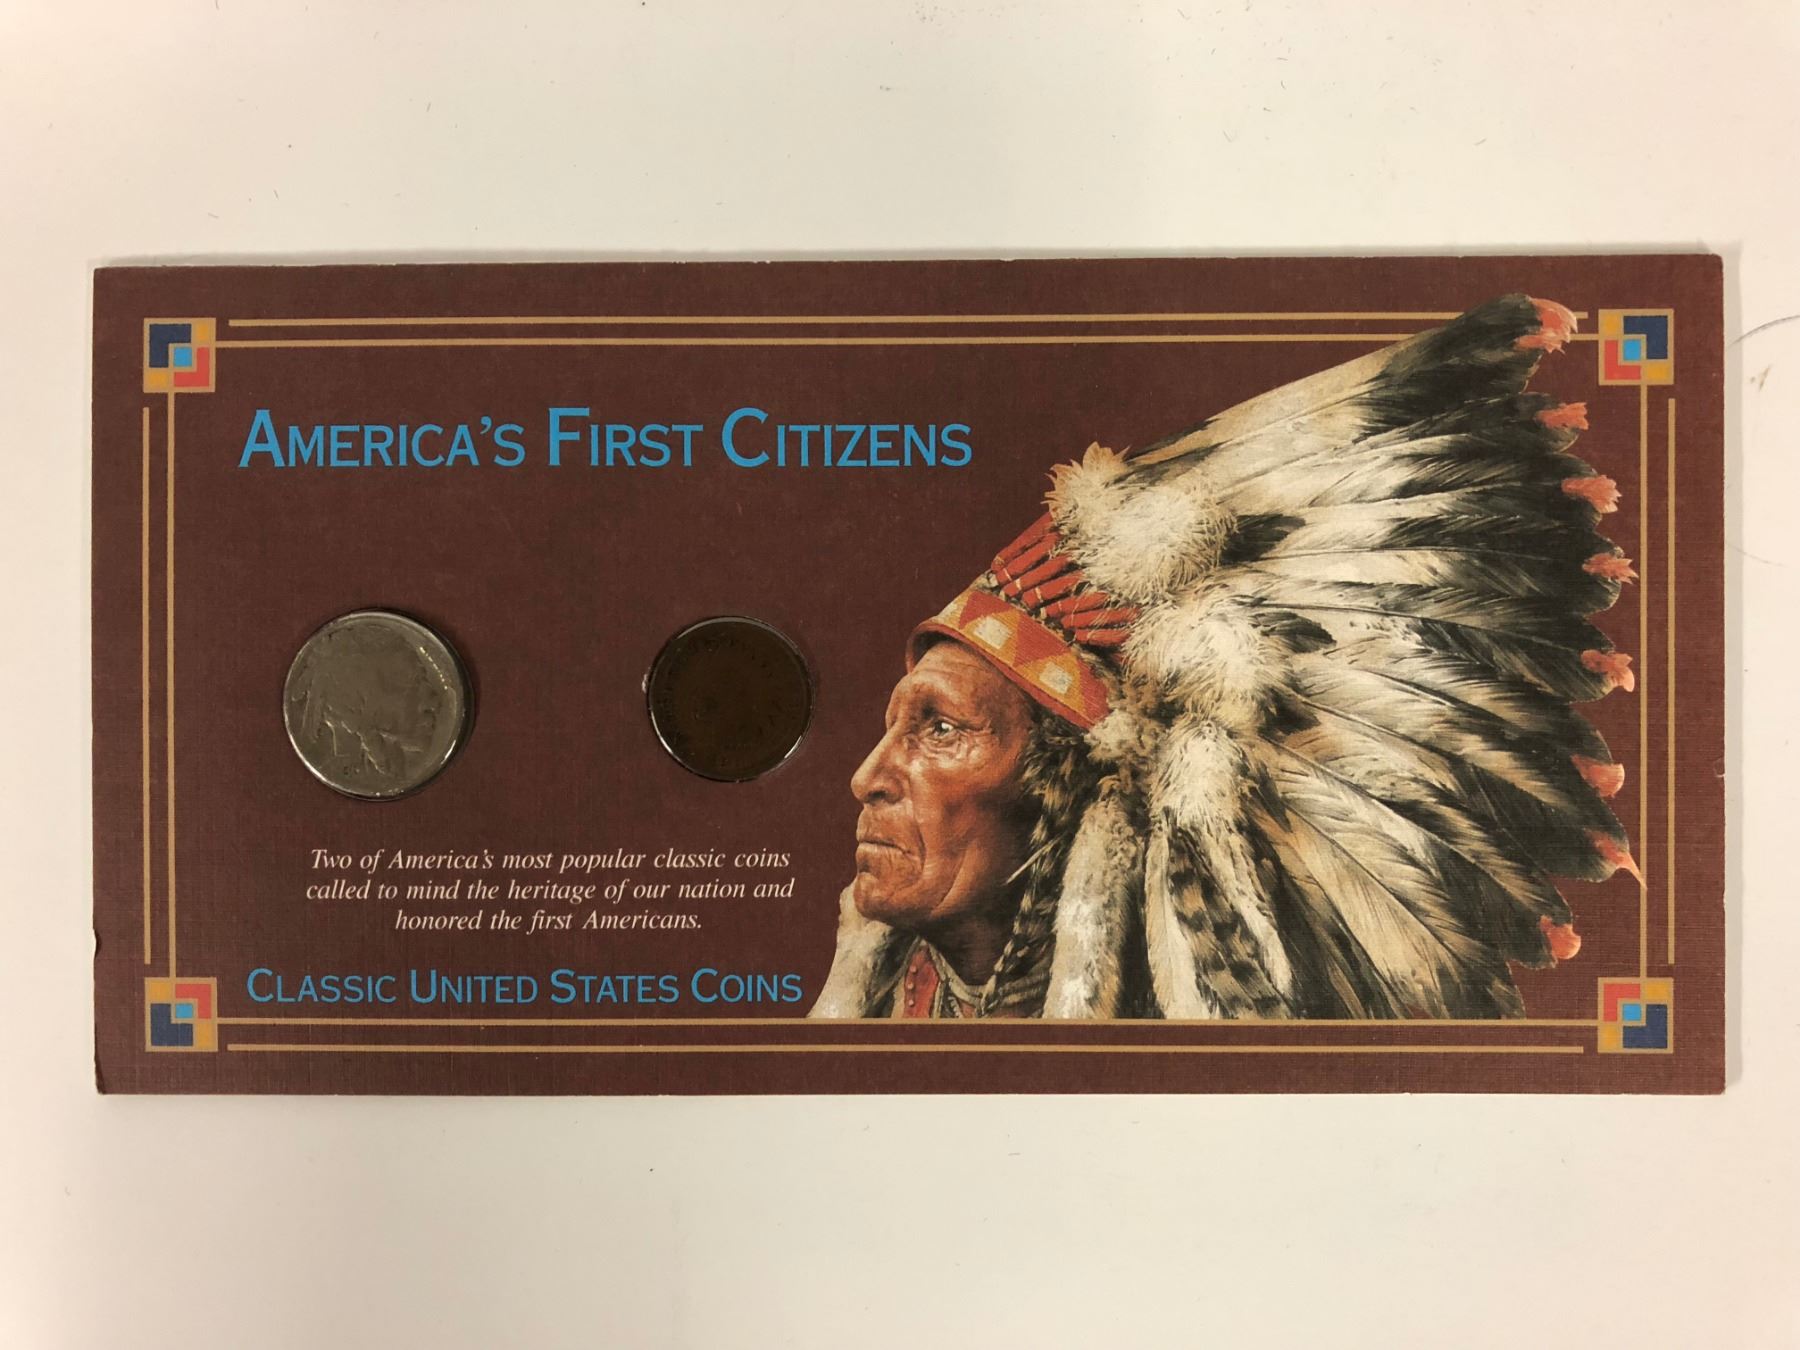 AMERICA'S FIRST CITIZENS
Two of America's most popular classic coins
called to mind the heritage of our nation and
honored the first Americans.
CLASSIC UNITED STATES COINS